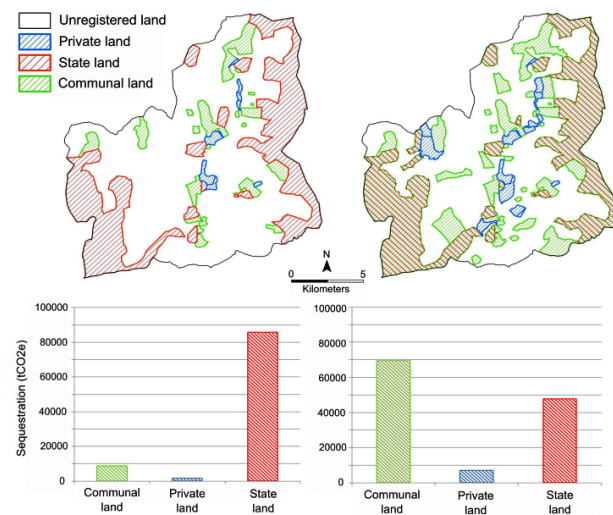 Unregistered land
Private land
State land
Communal land
N
0 5
Kilometers
Sequestration (tCO2e)
100000
80000
60000
40000
20000
0
Communal land
Private land
State land
100000
80000
60000
40000
20000
0
Communal land
Private land
State land